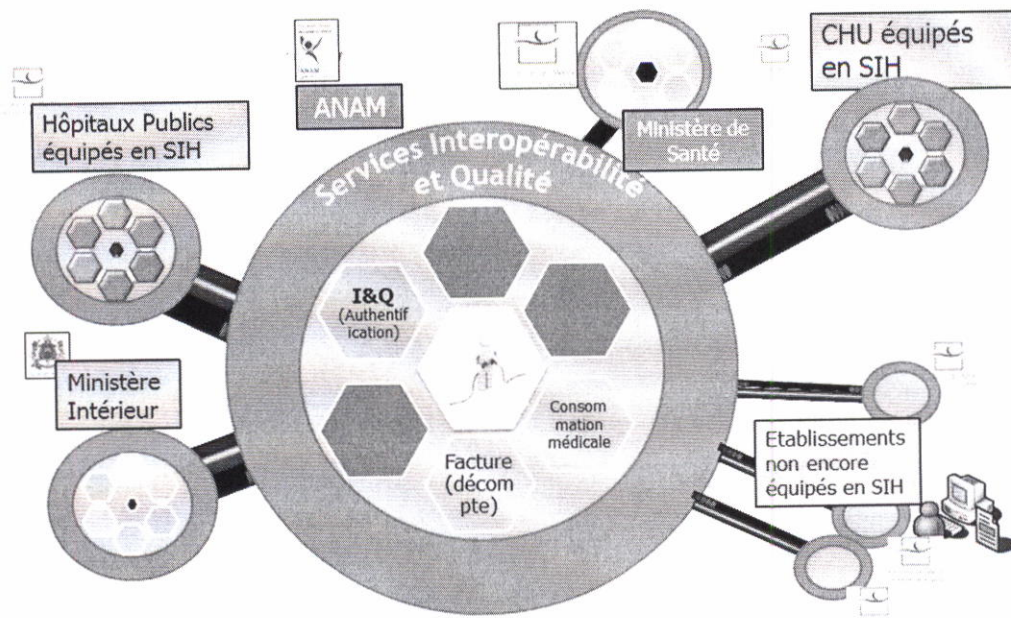 CHU équipés
en SIH
ANAM
ANAM
Hôpitaux Publics
équipés en SIH
Ministère de
Santé
Services Interopérabilité
et Qualité
I&Q
(Authentif
ication)
Ministère
Intérieur
Consom
mation
médicale
Facture
(décom
pte)
Etablissements
non encore
équipés en SIH